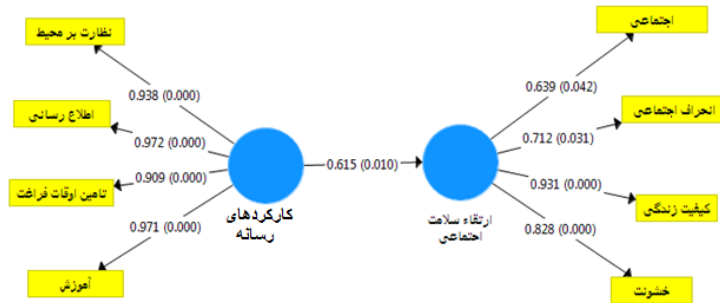 نظارت بر محیط
0.938 (0.000)
اطلاع رسانی
0.972 (0.000)
تامین اوقات فراغت
0.909 (0.000)
آموزش
0.971 (0.000)
کارکردهای
رسانه
0.615 (0.010)
ارتقاء سلامت
اجتماعی
اجتماعی
0.639 (0.042)
انحراف اجتماعی
0.712 (0.031)
کیفیت زندگی
0.931 (0.000)
خشونت
0.828 (0.000)